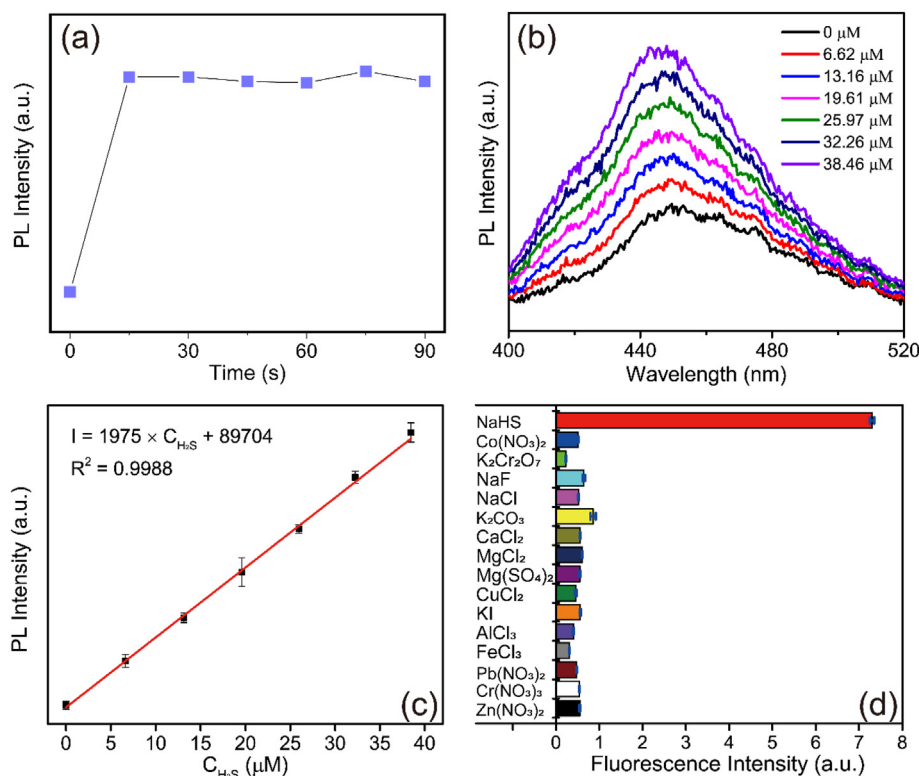 (a)
PL Intensity (a.u.)
0 30 60 90
Time (s)
(b)
0 μM
6.62 μM
13.16 μM
19.61 μM
25.97 μM
32.26 μM
38.46 μM
PL Intensity (a.u.)
400 440 480 520
Wavelength (nm)
I = 1975 × C_H₂S + 89704
R² = 0.9988
PL Intensity (a.u.)
(c)
0 5 10 15 20 25 30 35 40
C_H₂S (μM)
NaHS
Co(NO₃)₂
K₂Cr₂O₇
NaF
NaCl
K₂CO₃
CaCl₂
MgCl₂
Mg(SO₄)₂
CuCl₂
KI
AlCl₃
FeCl₃
Pb(NO₃)₂
Cr(NO₃)₃
Zn(NO₃)₂
(d)
0 1 2 3 4 5 6 7 8
Fluorescence Intensity (a.u.)